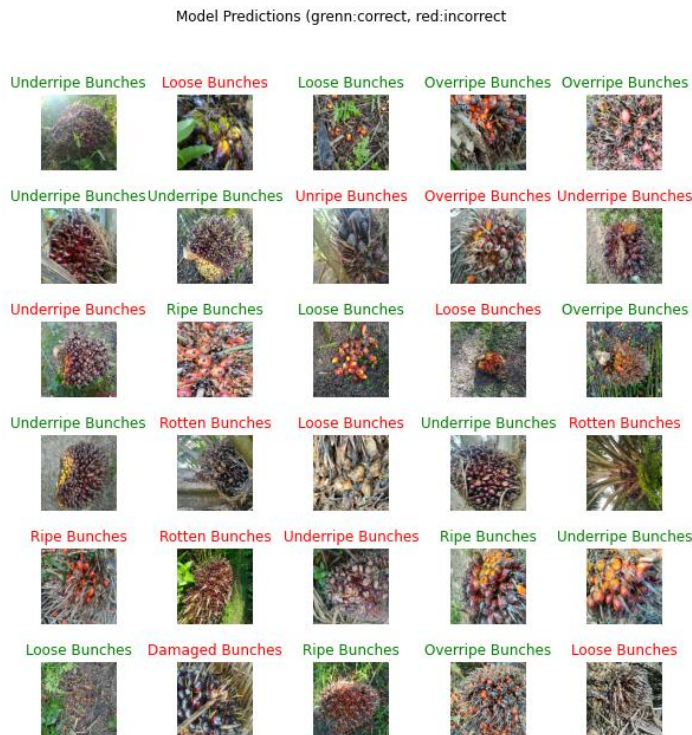 Model Predictions (grenn:correct, red:incorrect
Underripe Bunches Loose Bunches Loose Bunches Overripe Bunches Overripe Bunches
Underripe Bunches Underripe Bunches Unripe Bunches Overripe Bunches Underripe Bunches
Underripe Bunches Ripe Bunches Loose Bunches Loose Bunches Overripe Bunches
Underripe Bunches Rotten Bunches Loose Bunches Underripe Bunches Rotten Bunches
Ripe Bunches Rotten Bunches Underripe Bunches Ripe Bunches Underripe Bunches
Loose Bunches Damaged Bunches Ripe Bunches Overripe Bunches Loose Bunches